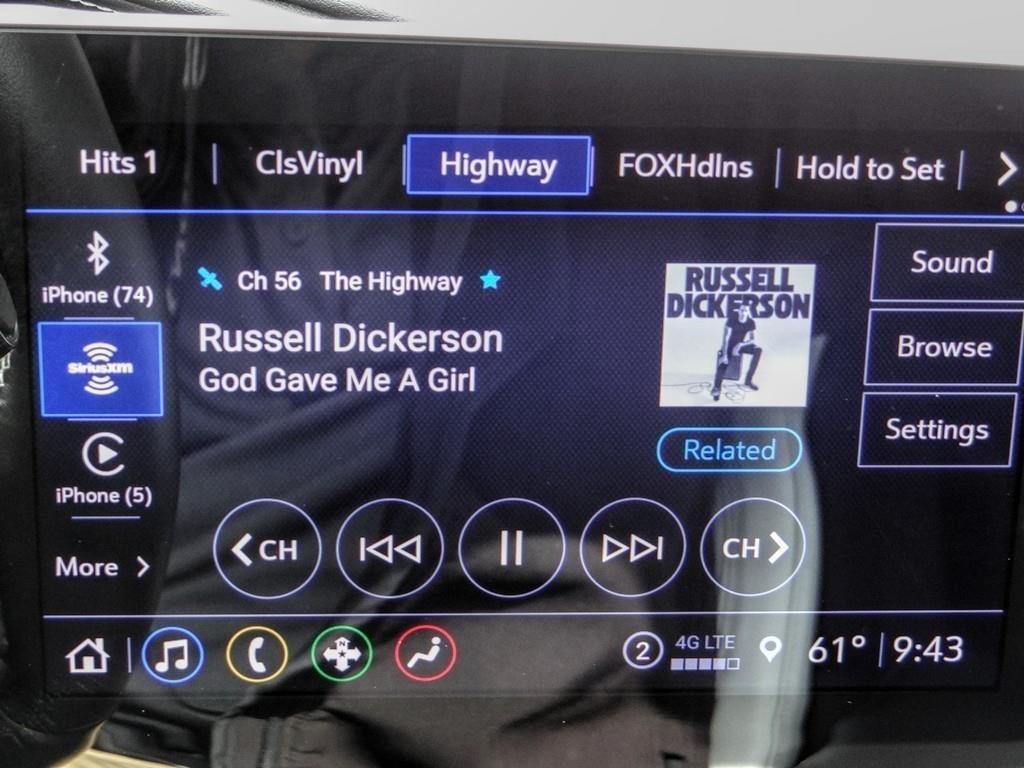 Hits 1 ClsVinyl Highway FOXHdlns Hold to Set
iPhone (74)
SiriusXM
iPhone (5)
More
Ch 56 The Highway
Russell Dickerson
God Gave Me A Girl
RUSSELL
DICKERSON
Related
Sound
Browse
Settings
CH CH
N
2 4G LTE 61° 9:43